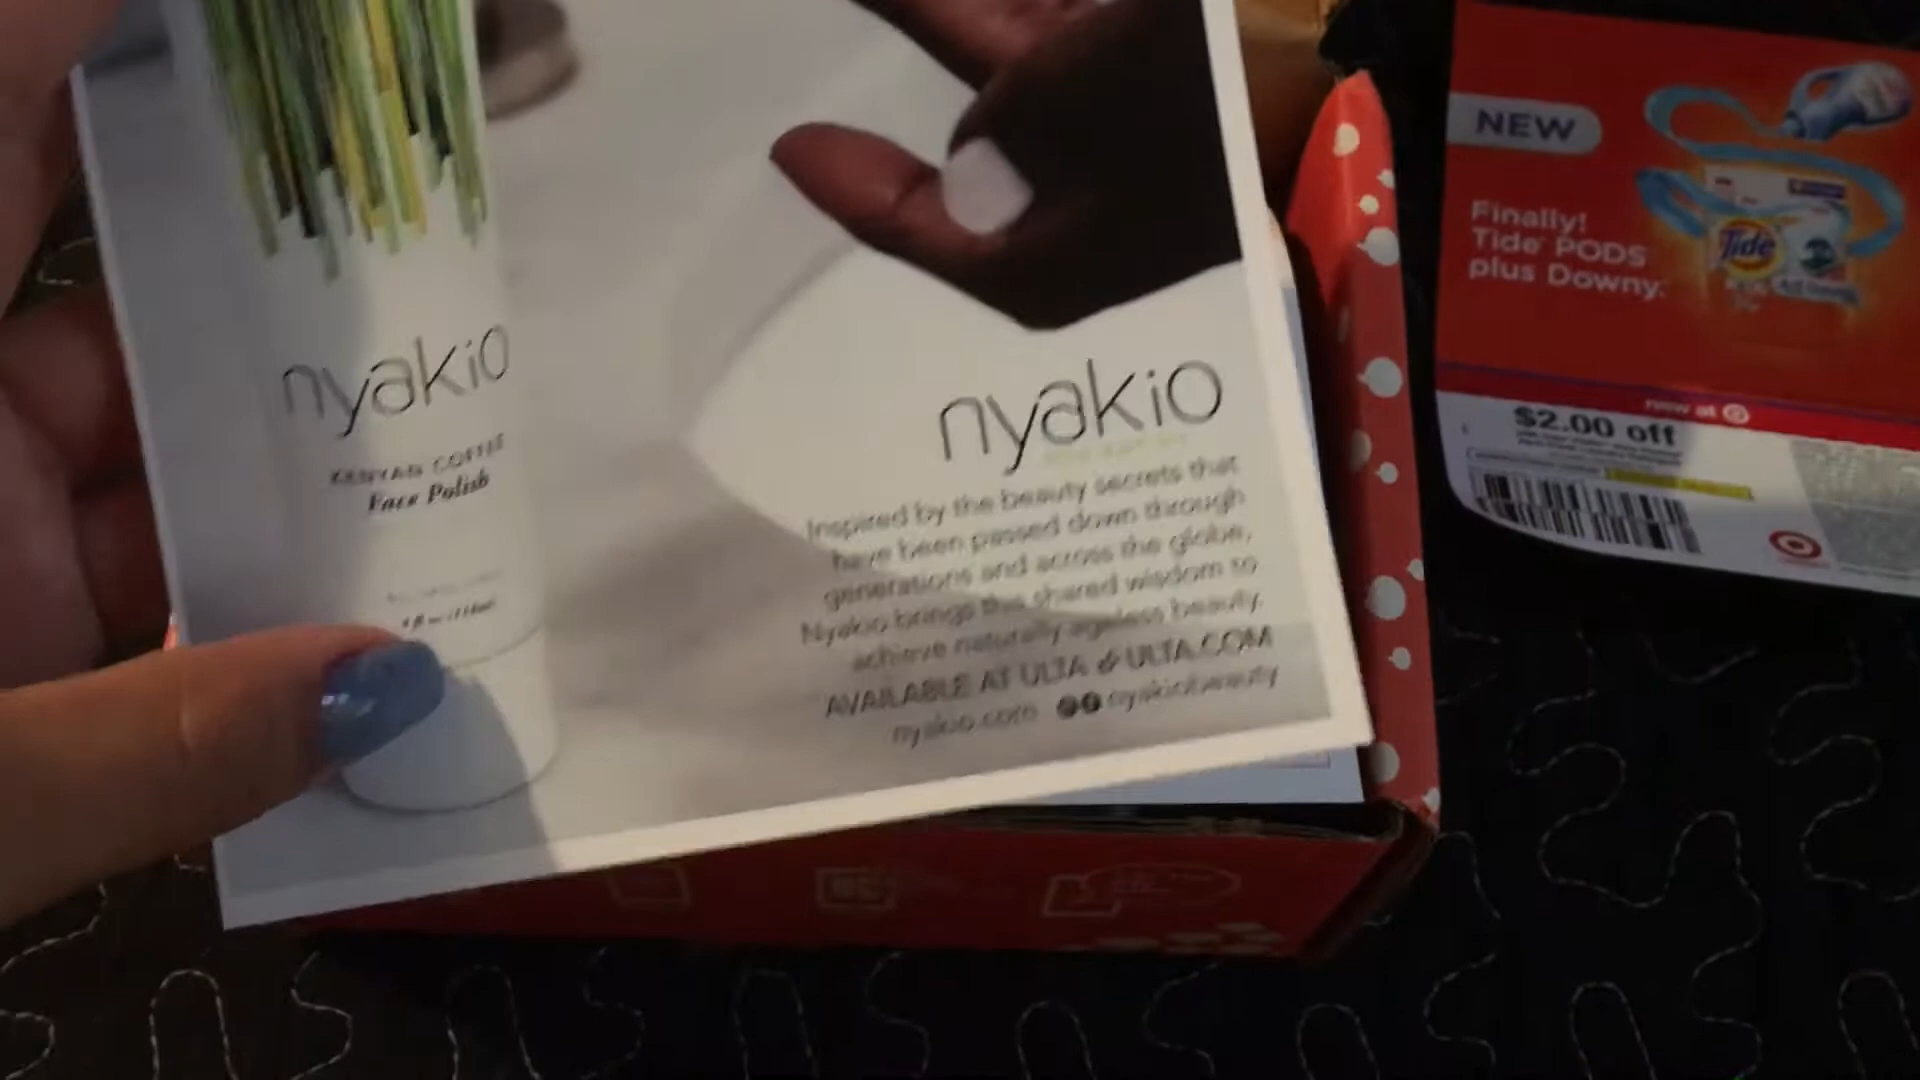 nyakio
KENYAN COFFEE
Face Polish
nyakio
Inspired by the beauty secrets that
have been passed down through
generations and across the globe,
Nyakio brings this shared wisdom to
achieve naturally ageless beauty.
AVAILABLE AT ULTA & ULTA.COM
nyakio.com nyakiobeauty
NEW
Finally!
Tide PODS
plus Downy.
Tide
new at
$2.00 off